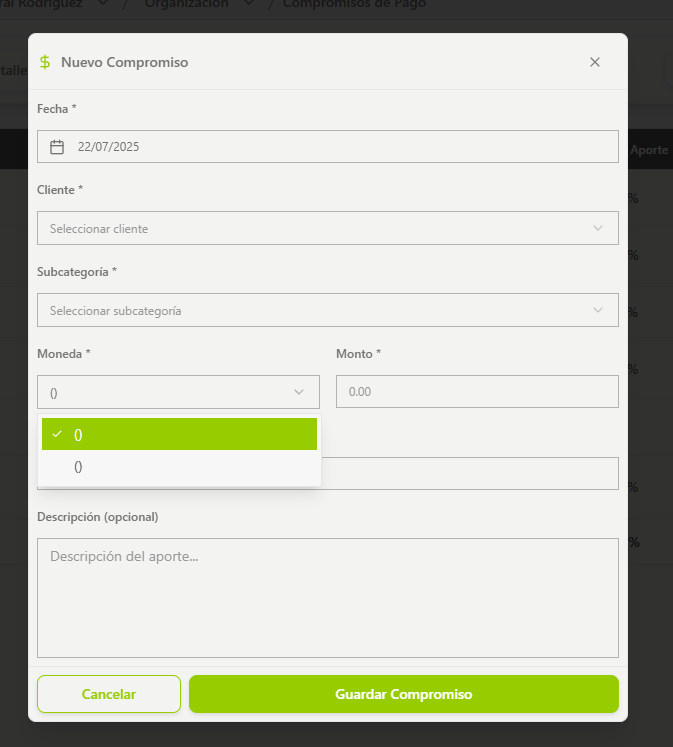 ral Rodríguez / Organización / Compromisos de Pago
talle
$ Nuevo Compromiso
Fecha *
22/07/2025
Aporte
Cliente *
%
Seleccionar cliente
%
Subcategoría *
Seleccionar subcategoría
%
Moneda *
Monto *
%
()
0.00
()
()
%
Descripción (opcional)
%
Descripción del aporte...
Cancelar
Guardar Compromiso